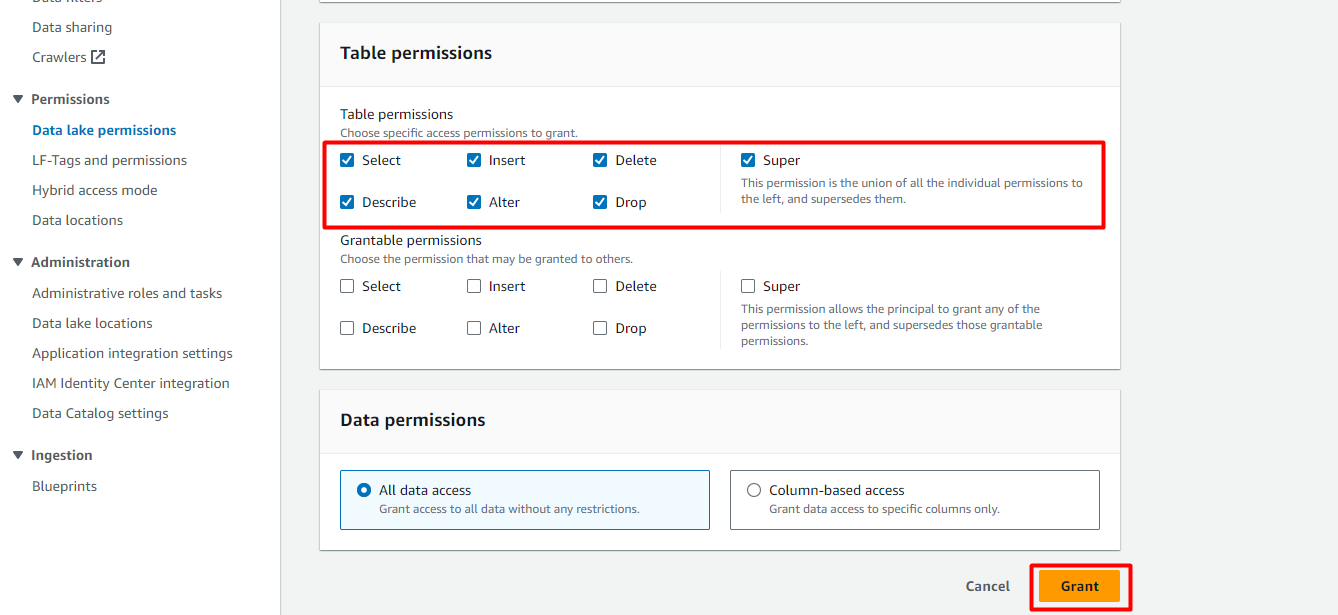 Data filters
Data sharing
Crawlers
Permissions
Data lake permissions
LF-Tags and permissions
Hybrid access mode
Data locations
Administration
Administrative roles and tasks
Data lake locations
Application integration settings
IAM Identity Center integration
Data Catalog settings
Ingestion
Blueprints
Table permissions
Table permissions
Choose specific access permissions to grant.
Select Insert Delete Super
This permission is the union of all the individual permissions to
the left, and supersedes them.
Describe Alter Drop
Grantable permissions
Choose the permission that may be granted to others.
Select Insert Delete Super
This permission allows the principal to grant any of the
permissions to the left, and supersedes those grantable
permissions.
Describe Alter Drop
Data permissions
All data access
Grant access to all data without any restrictions.
Column-based access
Grant data access to specific columns only.
Cancel Grant